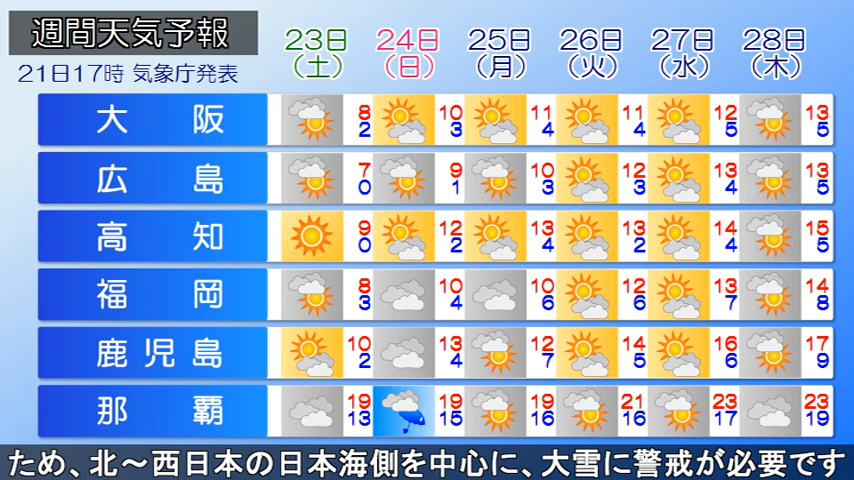 週間天気予報
21日17時 気象庁発表
23日 24日 25日 26日 27日 28日
(土) (日) (月) (火) (水) (木)
大阪 8 2 10 3 11 4 11 4 12 5 13 5
広島 7 0 9 1 10 3 12 3 13 4 13 5
高知 9 0 12 2 13 4 13 2 14 4 15 5
福岡 8 3 10 4 10 6 12 6 13 7 14 8
鹿児島 10 2 13 4 12 7 14 5 16 6 17 9
那覇 19 13 19 15 19 16 21 16 23 17 23 19
ため、北～西日本の日本海側を中心に、大雪に警戒が必要です